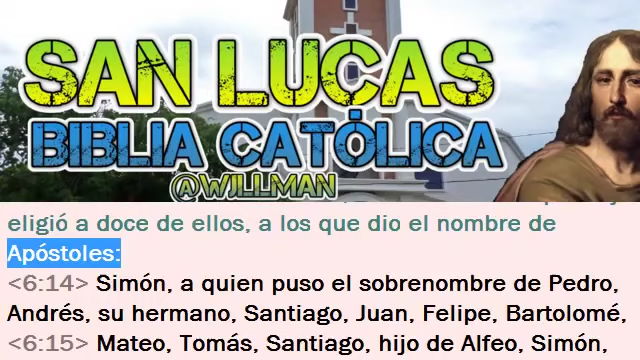 SAN LUCAS
BIBLIA CATÓLICA
@WILLMAN
eligió a doce de ellos, a los que dio el nombre de
Apóstoles:
<6:14> Simón, a quien puso el sobrenombre de Pedro,
Andrés, su hermano, Santiago, Juan, Felipe, Bartolomé,
<6:15> Mateo, Tomás, Santiago, hijo de Alfeo, Simón,